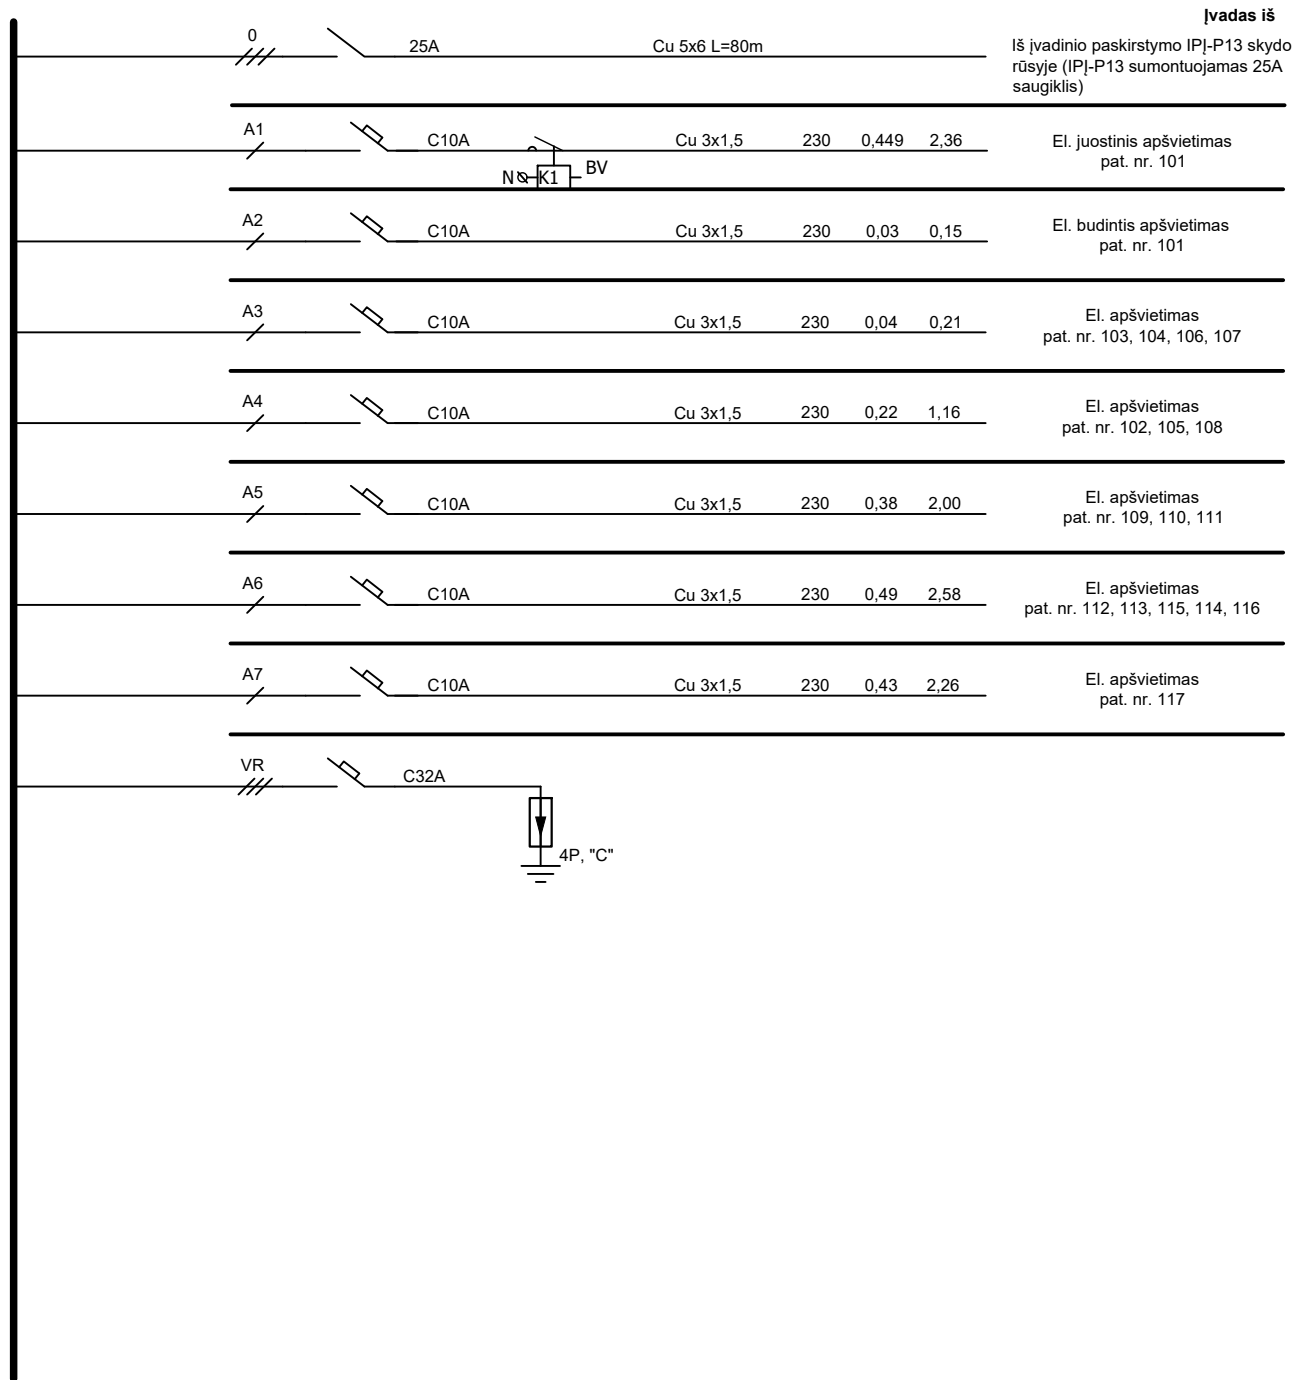 Įvadas iš
0 25A Cu 5x6 L=80m Iš įvadinio paskirstymo IPĮ-P13 skydo
rūsyje (IPĮ-P13 sumontuojamas 25A
saugiklis)
A1 C10A Cu 3x1,5 230 0,449 2,36 El. juostinis apšvietimas
pat. nr. 101
N K1 BV
A2 C10A Cu 3x1,5 230 0,03 0,15 El. budintis apšvietimas
pat. nr. 101
A3 C10A Cu 3x1,5 230 0,04 0,21 El. apšvietimas
pat. nr. 103, 104, 106, 107
A4 C10A Cu 3x1,5 230 0,22 1,16 El. apšvietimas
pat. nr. 102, 105, 108
A5 C10A Cu 3x1,5 230 0,38 2,00 El. apšvietimas
pat. nr. 109, 110, 111
A6 C10A Cu 3x1,5 230 0,49 2,58 El. apšvietimas
pat. nr. 112, 113, 115, 114, 116
A7 C10A Cu 3x1,5 230 0,43 2,26 El. apšvietimas
pat. nr. 117
VR C32A
4P, "C"